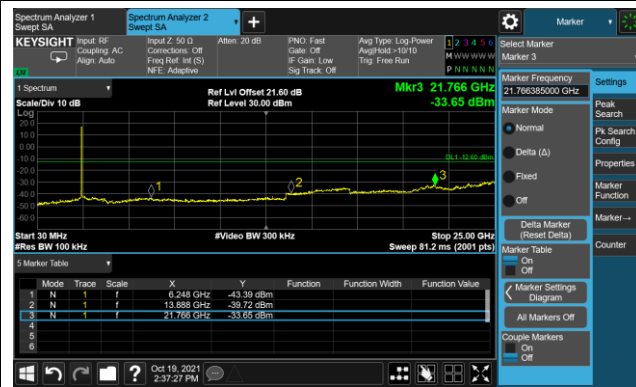 Spectrum Analyzer 1
Swept SA
Spectrum Analyzer 2
Swept SA
Marker
KEYSIGHT
Input: RF
Coupling: AC
Align: Auto
Input Z: 50 Ω
Corrections: Off
Freq Ref: Int (S)
NFE: Adaptive
Atten: 20 dB
PNO: Fast
Gate: Off
IF Gain: Low
Sig Track: Off
Avg Type: Log-Power
Avg|Hold:>10/10
Trig: Free Run
1 2 3 4 5 6
M W W W W W
P N N N N N
Select Marker
Marker 3
1 Spectrum
Scale/Div 10 dB
Ref Lvl Offset 21.60 dB
Ref Level 30.00 dBm
Mkr3 21.766 GHz
-33.65 dBm
Log
20.0
10.0
0.00
-10.0
-20.0
-30.0
-40.0
-50.0
-60.0
1
2
3
Start 30 MHz
#Res BW 100 kHz
#Video BW 300 kHz
Stop 25.00 GHz
Sweep 81.2 ms (2001 pts)
5 Marker Table
Mode Trace Scale X Y Function Function Width Function Value
1 N 1 f 6.248 GHz -43.39 dBm
2 N 1 f 13.888 GHz -39.72 dBm
3 N 1 f 21.766 GHz -33.65 dBm
4
5
6
Marker Frequency
21.766385000 GHz
Marker Mode
Normal
Delta (Δ)
Fixed
Off
Delta Marker
(Reset Delta)
Marker Table
On
Off
Marker Settings
Diagram
All Markers Off
Couple Markers
On
Off
Settings
Peak
Search
Pk Search
Config
Properties
Marker
Function
Marker→
Counter
Oct 19, 2021
2:37:27 PM